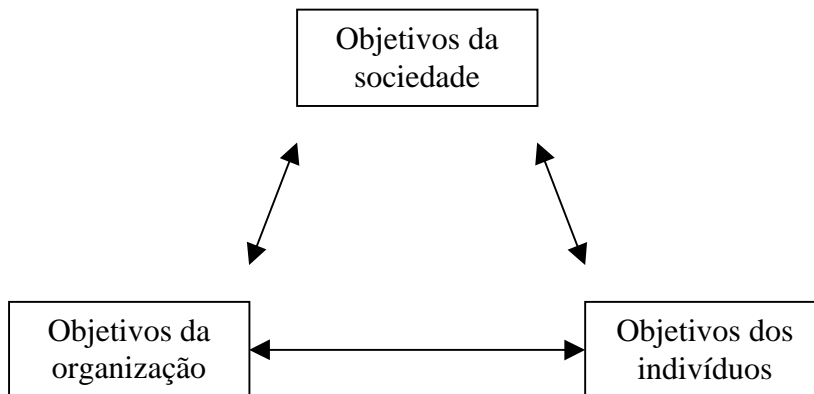 Objetivos da
sociedade
Objetivos da
organização
Objetivos dos
indivíduos